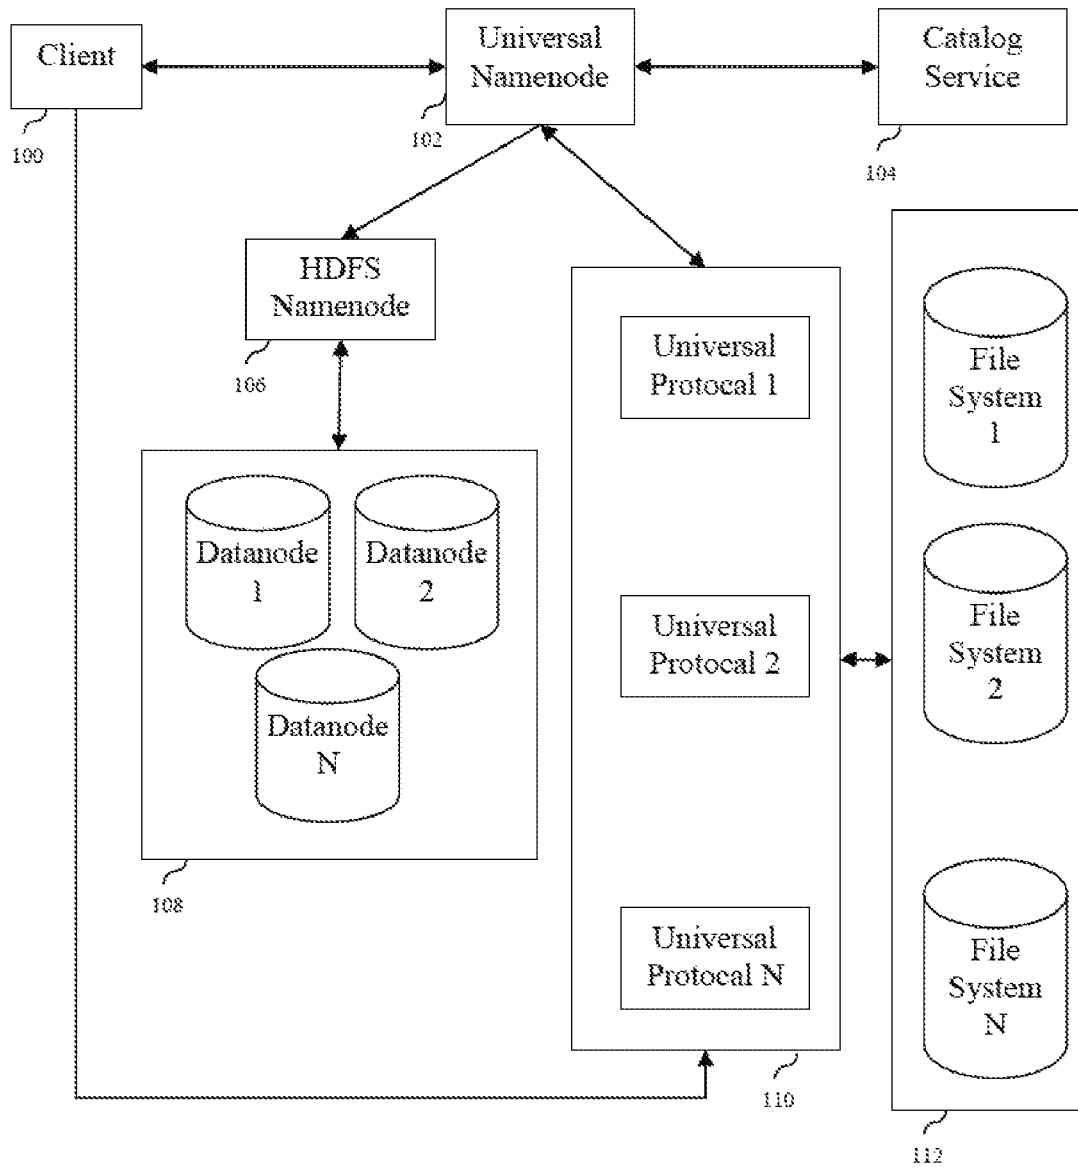 Client
100
Universal
Namenode
102
Catalog
Service
104
HDFS
Namenode
106
Datanode
1
Datanode
2
Datanode
N
108
Universal
Protocal 1
Universal
Protocal 2
Universal
Protocal N
110
File
System
1
File
System
2
File
System
N
112